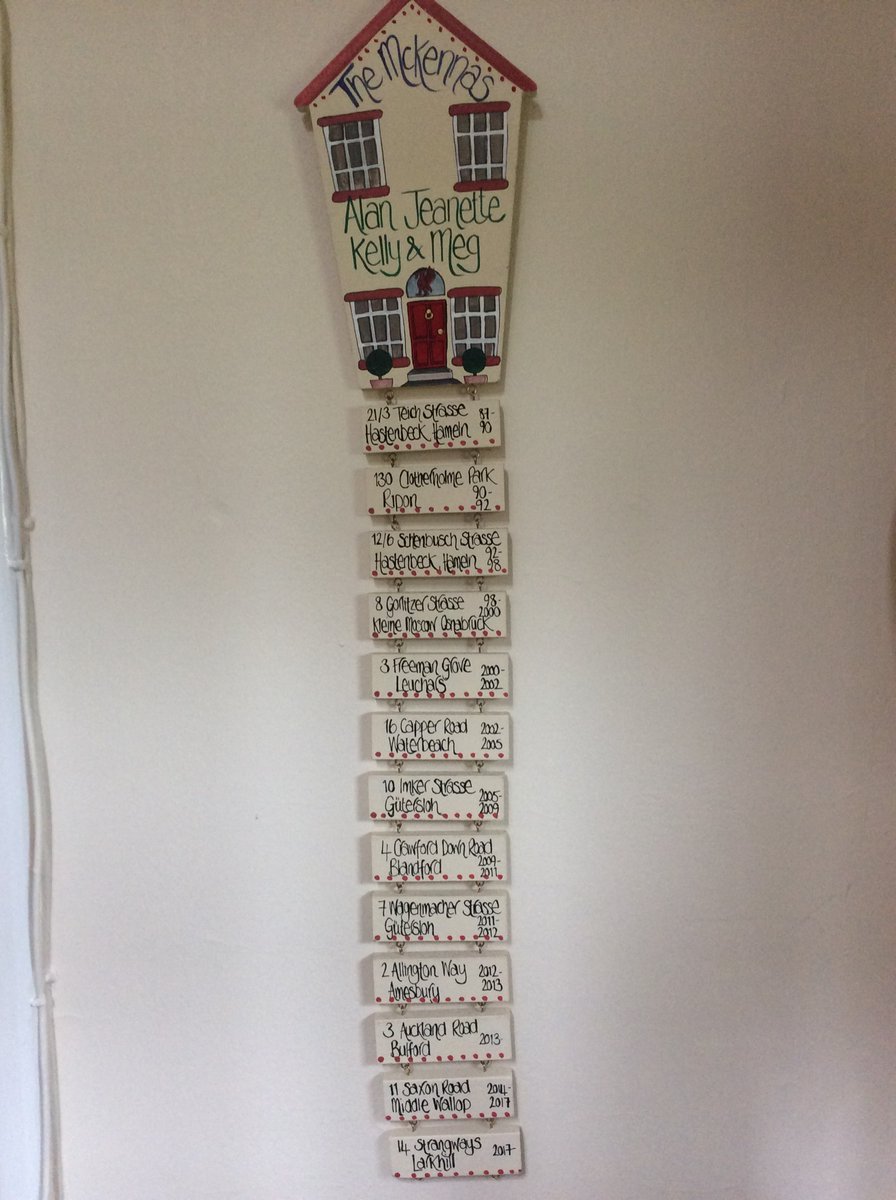 The McKennas
Alan Jeanette
Kelly & Meg
21/3 Teich Strasse 87-
Hastenbeck Hameln 90
130 Clotherholme Park
Ripon 90-
92
12/6 Schenbusch Strasse
Hastenbeck, Hameln 92-
98
8 Gorlitzer Strasse 98-
2000
Kleine Moscow Osnabruck
3 Freeman Grove 2000-
Leuchars 2002
16 Capper Road 2002-
Waterbeach 2005
10 Imker Strasse
Gütersloh 2005-
2009
4 Crawford Down Road
Blandford 2009-
2011
7 Wagenmacher Strasse
Gütersloh 2011-
2012
2 Allington Way 2012-
Amesbury 2013
3 Auckland Road 2013-
Bulford
11 Saxon Road 2014-
Middle Wallop 2017
14 Strangways 2017-
Larkhill